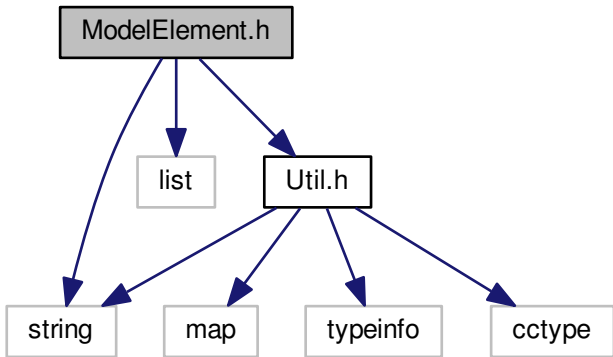 ModelElement.h
list
Util.h
string
map
typeinfo
cctype